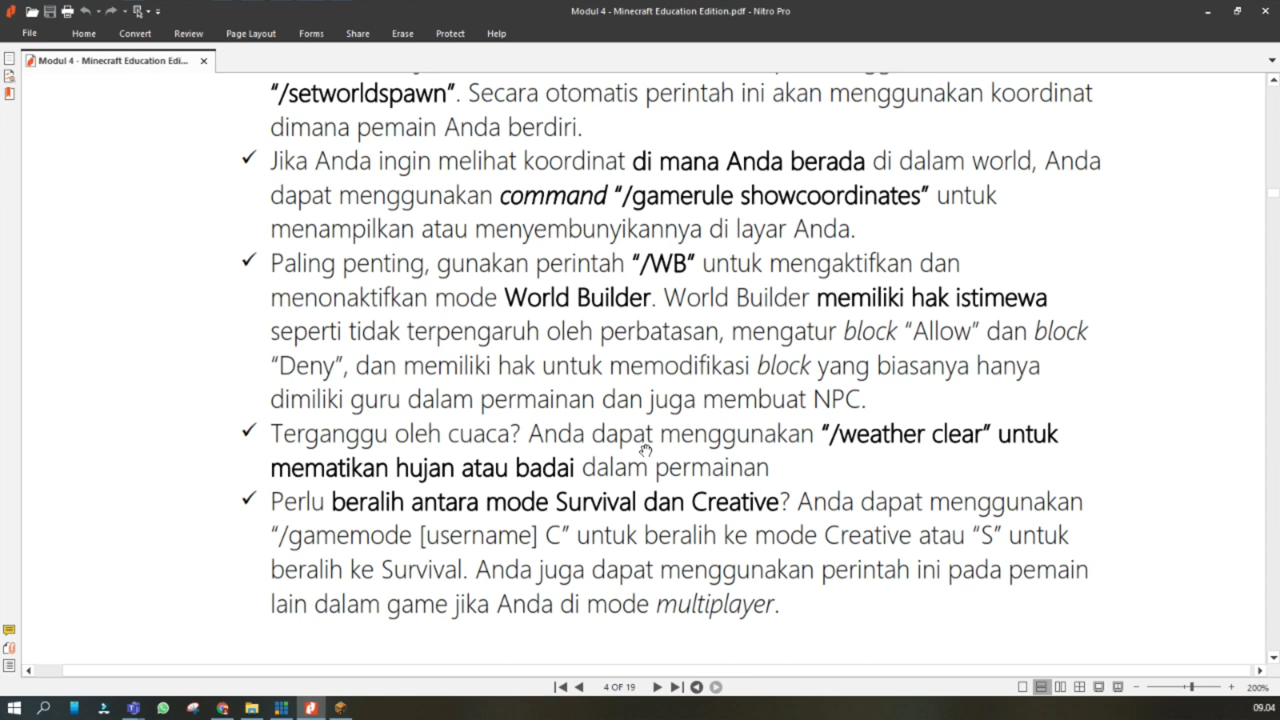 Modul 4 - Minecraft Education Edition.pdf - Nitro Pro
File Home Convert Review Page Layout Forms Share Erase Protect Help
Modul 4 - Minecraft Education Edi...
“/setworldspawn”. Secara otomatis perintah ini akan menggunakan koordinat
dimana pemain Anda berdiri.
✓ Jika Anda ingin melihat koordinat di mana Anda berada di dalam world, Anda
dapat menggunakan command “/gamerule showcoordinates” untuk
menampilkan atau menyembunyikannya di layar Anda.
✓ Paling penting, gunakan perintah “/WB” untuk mengaktifkan dan
menonaktifkan mode World Builder. World Builder memiliki hak istimewa
seperti tidak terpengaruh oleh perbatasan, mengatur block “Allow” dan block
“Deny”, dan memiliki hak untuk memodifikasi block yang biasanya hanya
dimiliki guru dalam permainan dan juga membuat NPC.
✓ Terganggu oleh cuaca? Anda dapat menggunakan “/weather clear” untuk
mematikan hujan atau badai dalam permainan
✓ Perlu beralih antara mode Survival dan Creative? Anda dapat menggunakan
“/gamemode [username] C” untuk beralih ke mode Creative atau “S” untuk
beralih ke Survival. Anda juga dapat menggunakan perintah ini pada pemain
lain dalam game jika Anda di mode multiplayer.
4 OF 19
200%
09.04